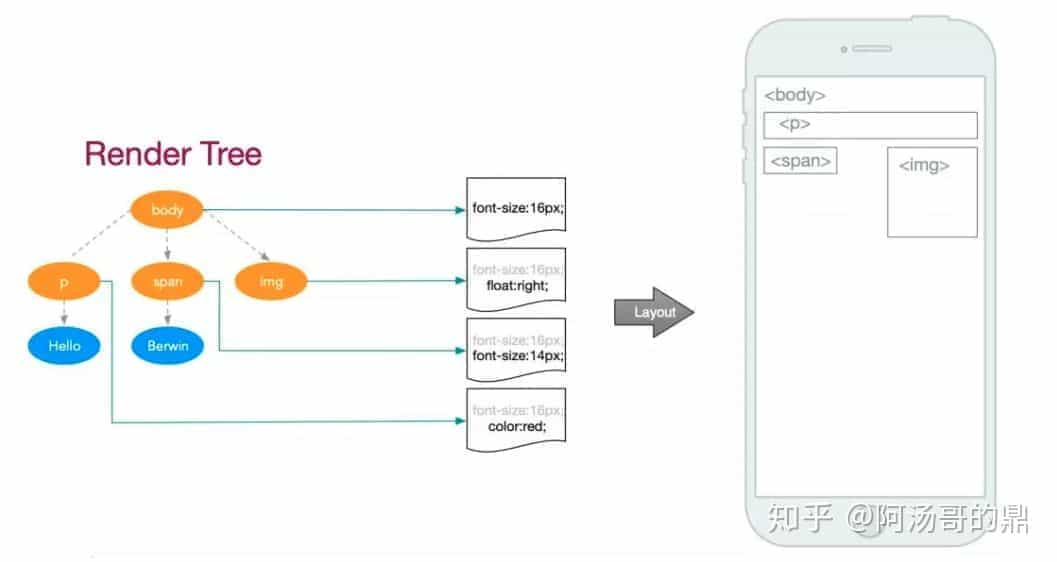 Render Tree
body
p
span
img
Hello
Berwin
font-size:16px;
font-size:16px;
float:right;
font-size:16px;
font-size:14px;
font-size:16px;
color:red;
Layout
<body>
<p>
<span>
<img>
知乎 @阿汤哥的鼎